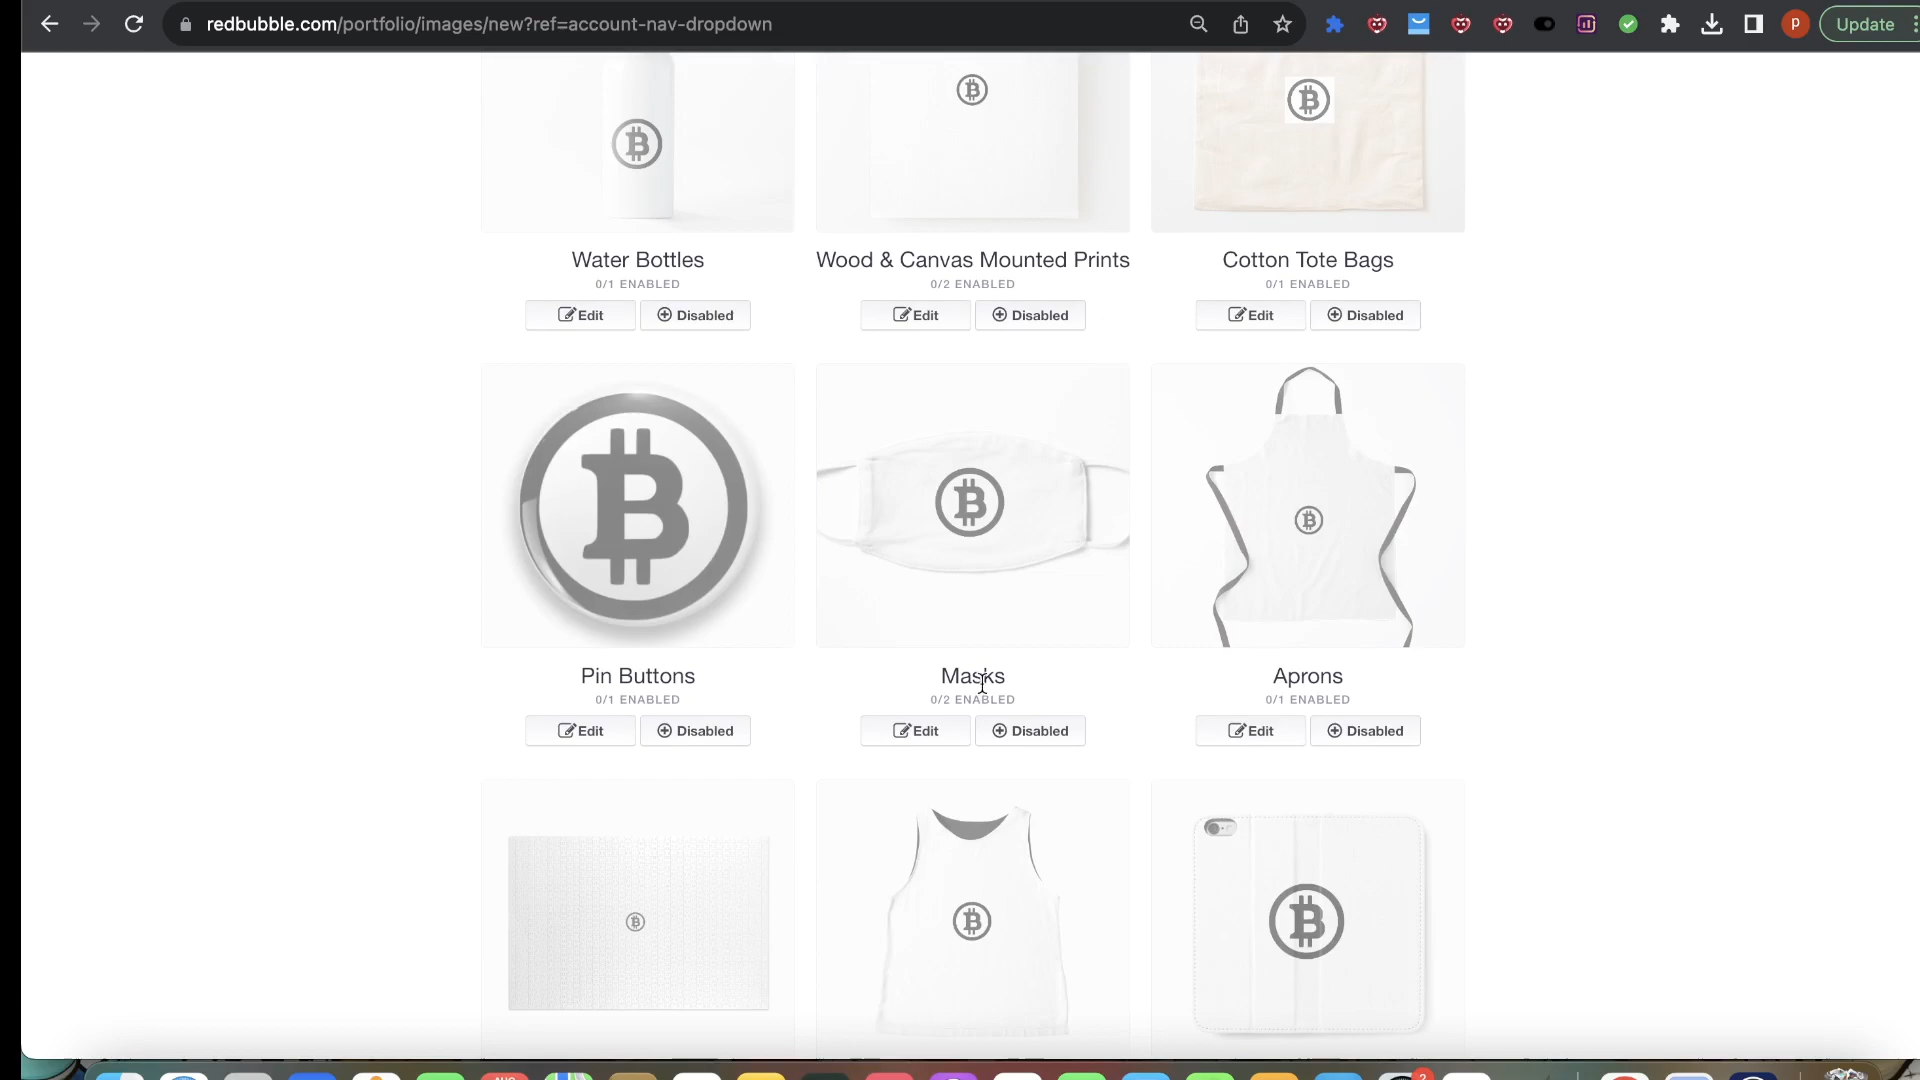 redbubble.com/portfolio/images/new?ref=account-nav-dropdown
P
Update
Water Bottles
0/1 ENABLED
Edit
Disabled
Wood & Canvas Mounted Prints
0/2 ENABLED
Edit
Disabled
Cotton Tote Bags
0/1 ENABLED
Edit
Disabled
Pin Buttons
0/1 ENABLED
Edit
Disabled
Masks
0/2 ENABLED
Edit
Disabled
Aprons
0/1 ENABLED
Edit
Disabled
AUG
2